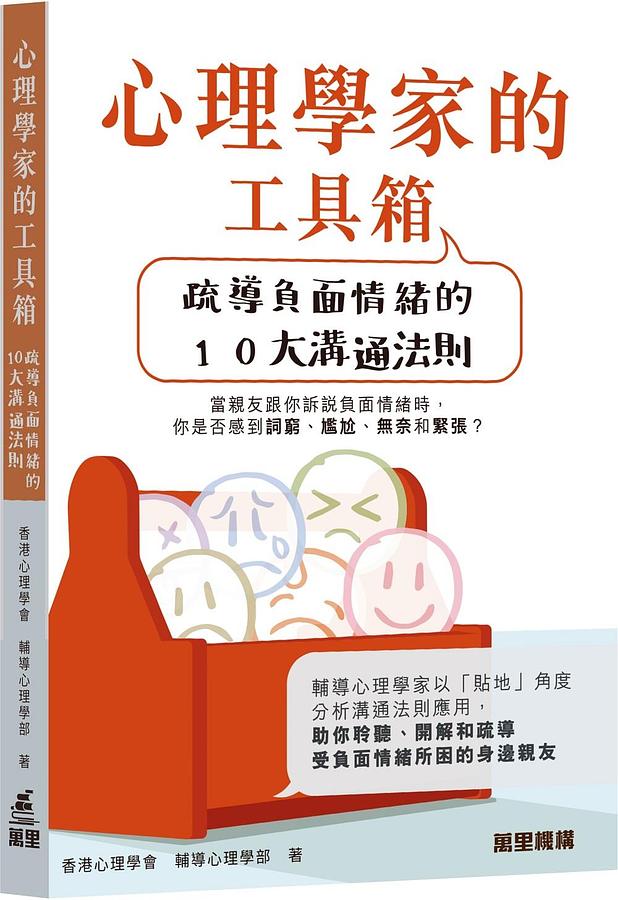 心理學家的工具箱
疏導負面情緒的
10大溝通法則
香港心理學會 輔導心理學部 著
萬里
心理學家的
工具箱
疏導負面情緒的
10大溝通法則
當親友跟你訴説負面情緒時，
你是否感到詞窮、尷尬、無奈和緊張？
輔導心理學家以「貼地」角度
分析溝通法則應用，
助你聆聽、開解和疏導
受負面情緒所困的身邊親友
香港心理學會 輔導心理學部 著
萬里機構